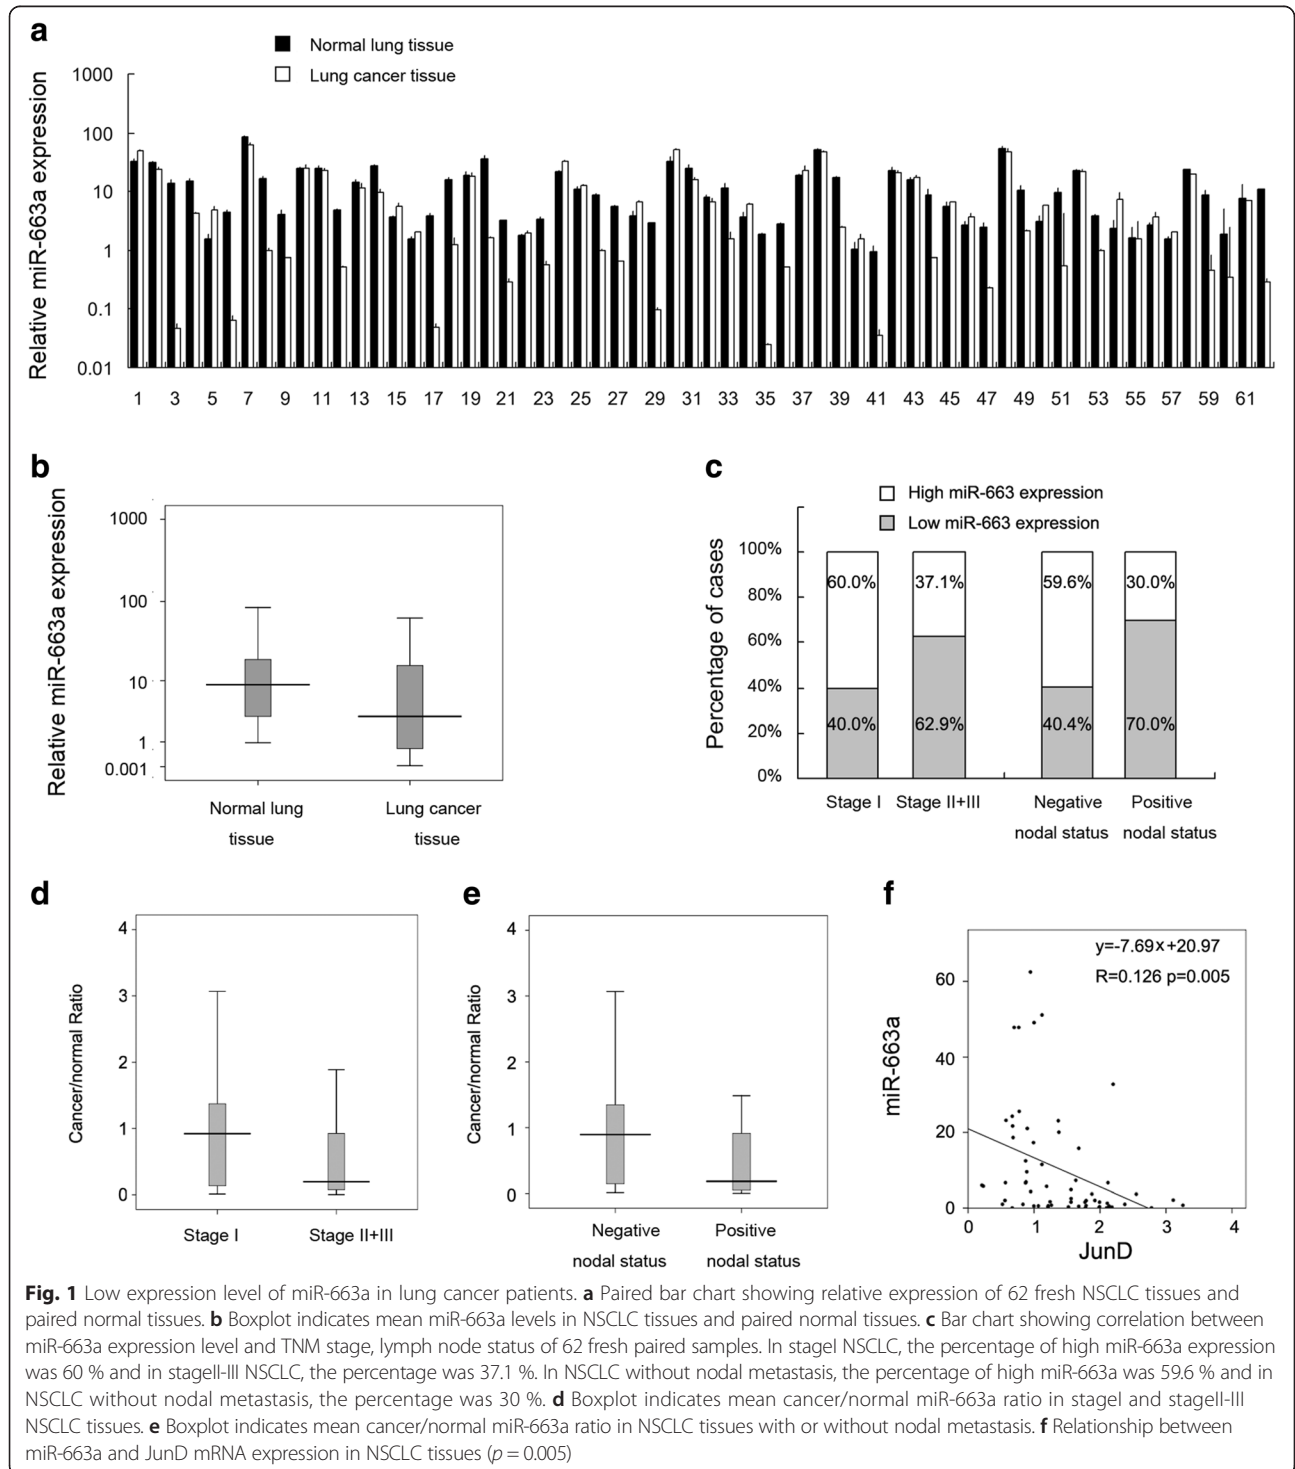 a
Normal lung tissue
Lung cancer tissue
Relative miR-663a expression
1000
100
10
1
0.1
0.01
1 3 5 7 9 11 13 15 17 19 21 23 25 27 29 31 33 35 37 39 41 43 45 47 49 51 53 55 57 59 61
b
Relative miR-663a expression
1000
100
10
1
0.001
Normal lung tissue
Lung cancer tissue
c
High miR-663 expression
Low miR-663 expression
Percentage of cases
100%
80%
60%
40%
20%
0%
60.0% 37.1% 59.6% 30.0%
40.0% 62.9% 40.4% 70.0%
Stage I Stage II+III Negative nodal status Positive nodal status
d
Cancer/normal Ratio
4
3
2
1
0
Stage I Stage II+III
e
Cancer/normal Ratio
4
3
2
1
0
Negative nodal status
Positive nodal status
f
y=-7.69x+20.97
R=0.126 p=0.005
miR-663a
60
40
20
0
0 1 2 3 4
JunD
Fig. 1 Low expression level of miR-663a in lung cancer patients. a Paired bar chart showing relative expression of 62 fresh NSCLC tissues and
paired normal tissues. b Boxplot indicates mean miR-663a levels in NSCLC tissues and paired normal tissues. c Bar chart showing correlation between
miR-663a expression level and TNM stage, lymph node status of 62 fresh paired samples. In stageI NSCLC, the percentage of high miR-663a expression
was 60 % and in stageII-III NSCLC, the percentage was 37.1 %. In NSCLC without nodal metastasis, the percentage of high miR-663a was 59.6 % and in
NSCLC without nodal metastasis, the percentage was 30 %. d Boxplot indicates mean cancer/normal miR-663a ratio in stageI and stageII-III
NSCLC tissues. e Boxplot indicates mean cancer/normal miR-663a ratio in NSCLC tissues with or without nodal metastasis. f Relationship between
miR-663a and JunD mRNA expression in NSCLC tissues (p = 0.005)